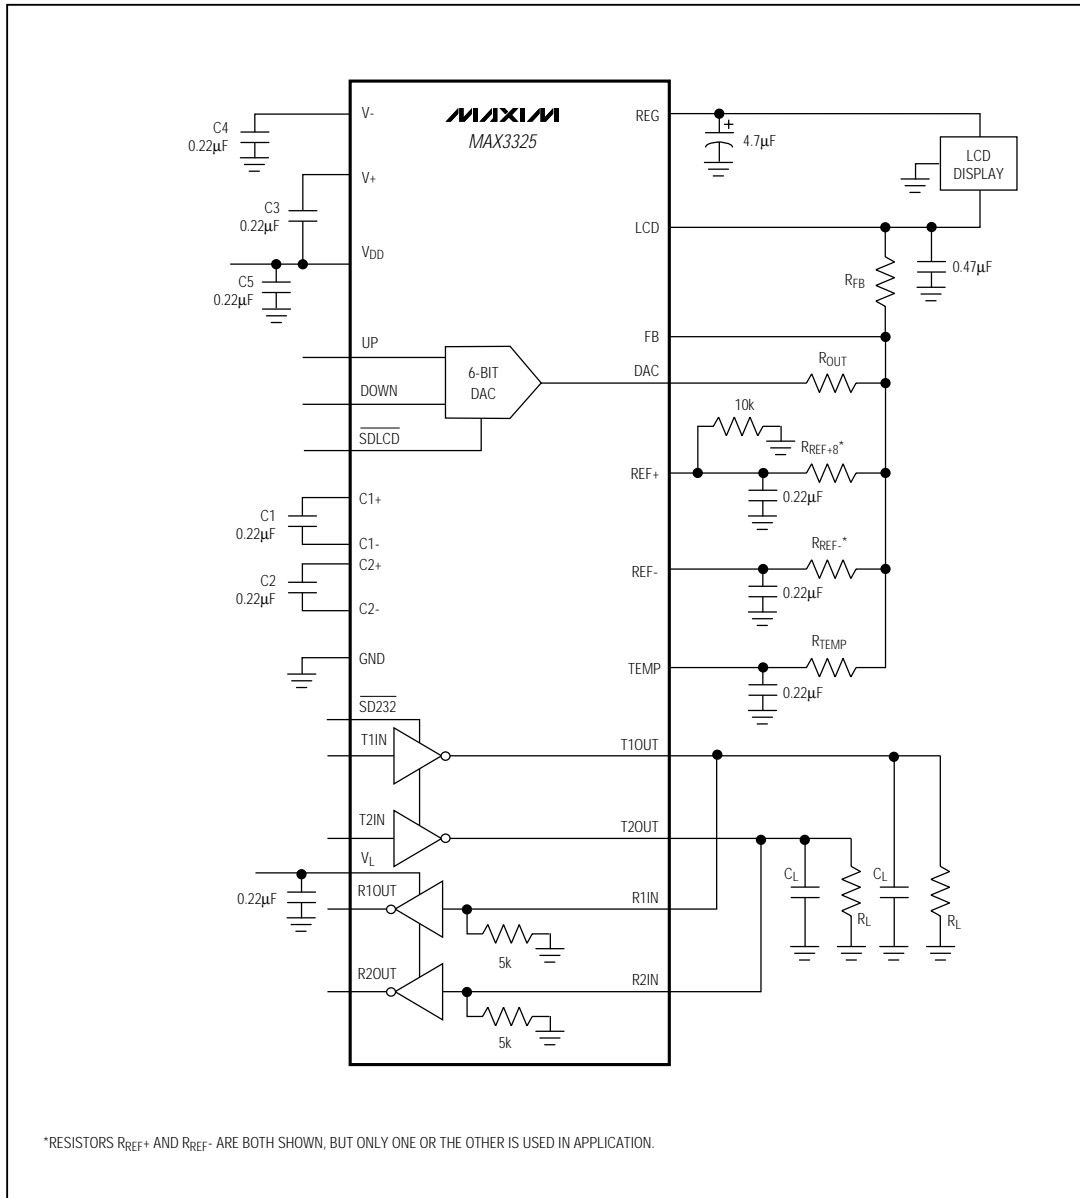 MAXIM
MAX3325
V-
C4
0.22µF
V+
C3
0.22µF
VDD
C5
0.22µF
UP
DOWN
SDLCD
6-BIT
DAC
C1+
C1
0.22µF
C1-
C2+
C2
0.22µF
C2-
GND
SD232
T1IN
T2IN
VL
0.22µF
R1OUT
R2OUT
5k
5k
REG
+
4.7µF
LCD
DISPLAY
LCD
RFB
0.47µF
FB
DAC
ROUT
10k
REF+
RREF+8*
0.22µF
REF-
RREF-*
0.22µF
TEMP
RTEMP
0.22µF
T1OUT
T2OUT
CL
RL
CL
RL
R1IN
R2IN
*RESISTORS RREF+ AND RREF- ARE BOTH SHOWN, BUT ONLY ONE OR THE OTHER IS USED IN APPLICATION.